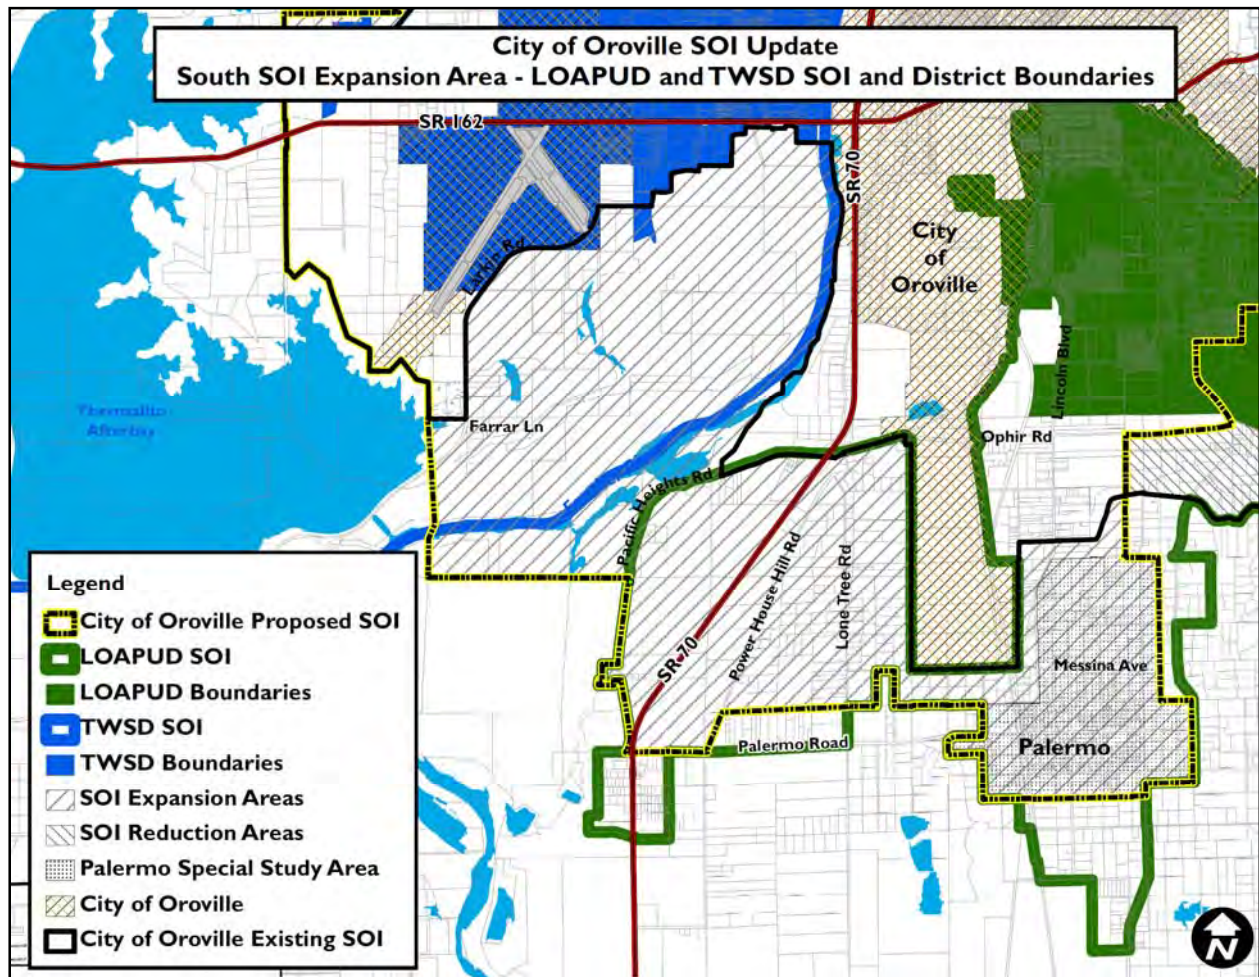 City of Oroville SOI Update
South SOI Expansion Area - LOAPUD and TWSD SOI and District Boundaries
SR 162
SR 70
Larkin Rd
City
of
Oroville
Lincoln Blvd
Thermalito
Afterbay
Farrar Ln
Ophir Rd
Pacific Heights Rd
Power House Hill Rd
Lone Tree Rd
SR 70
Messina Ave
Palermo Road
Palermo
Legend
City of Oroville Proposed SOI
LOAPUD SOI
LOAPUD Boundaries
TWSD SOI
TWSD Boundaries
SOI Expansion Areas
SOI Reduction Areas
Palermo Special Study Area
City of Oroville
City of Oroville Existing SOI
N